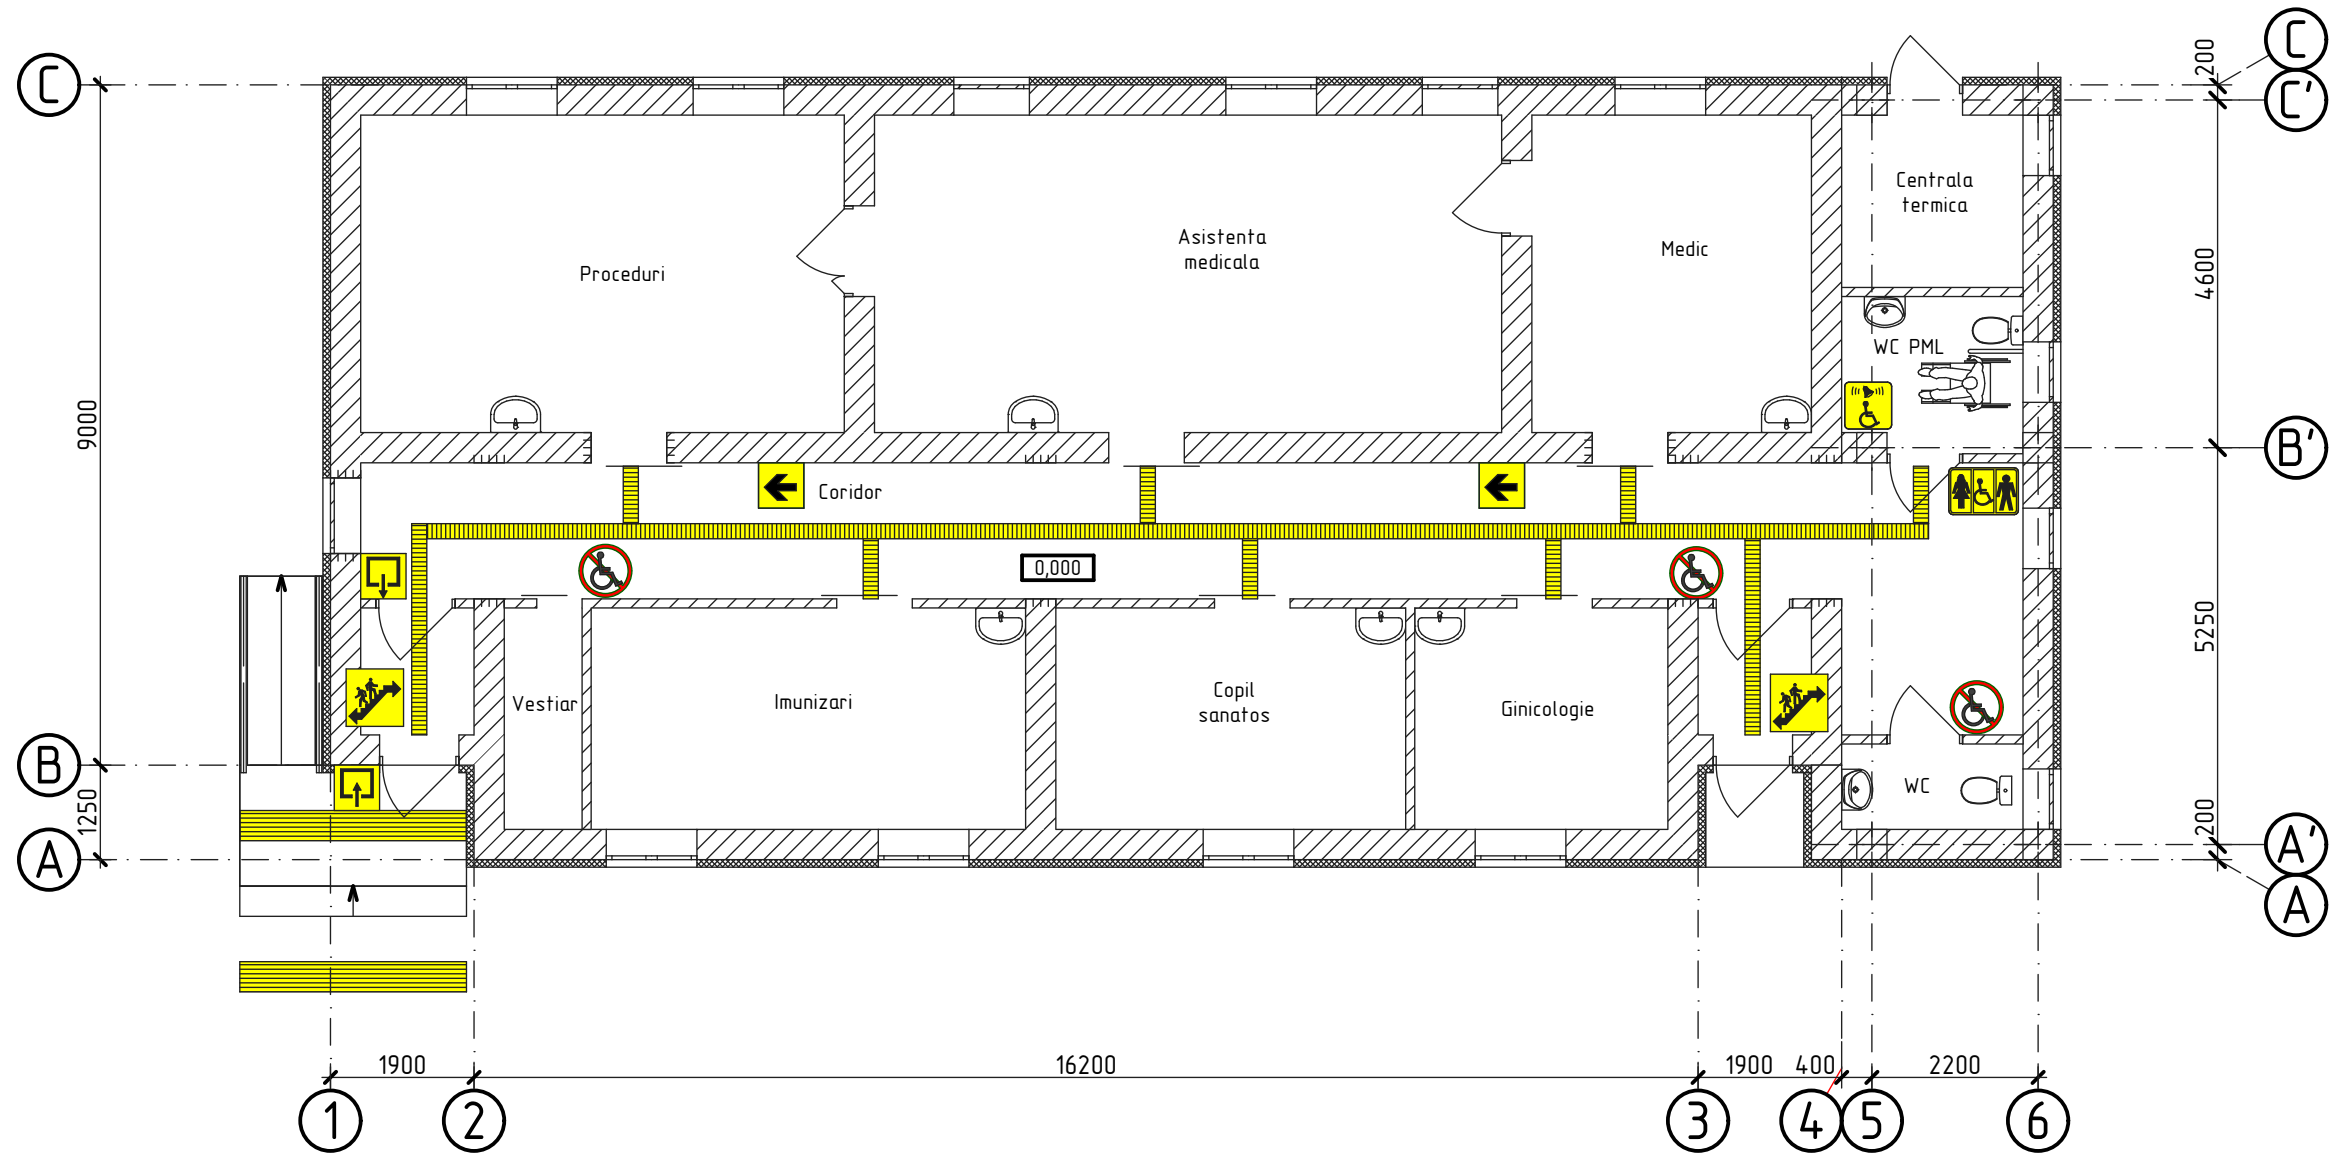 C
C
200
C'
Centrala
termica
Asistenta
medicala
Medic
Proceduri
4600
WC PML
9000
B'
Coridor
0,000
5250
Vestiar
Imunizari
Copil
sanatos
Ginicologie
B
WC
1250
200
A
A'
A
1900
16200
1900
400
2200
1
2
3
4
5
6